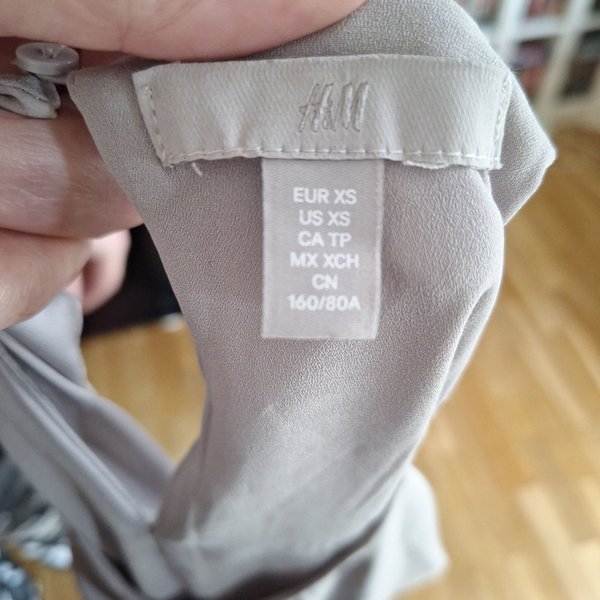 H&M
EUR XS
US XS
CA TP
MX XCH
CN
160/80A